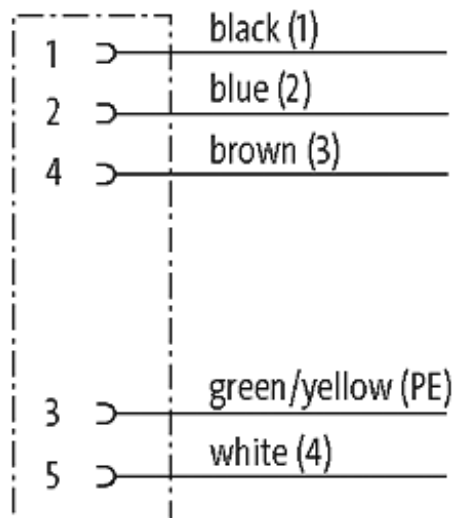 1 black (1)
2 blue (2)
4 brown (3)
3 green/yellow (PE)
5 white (4)